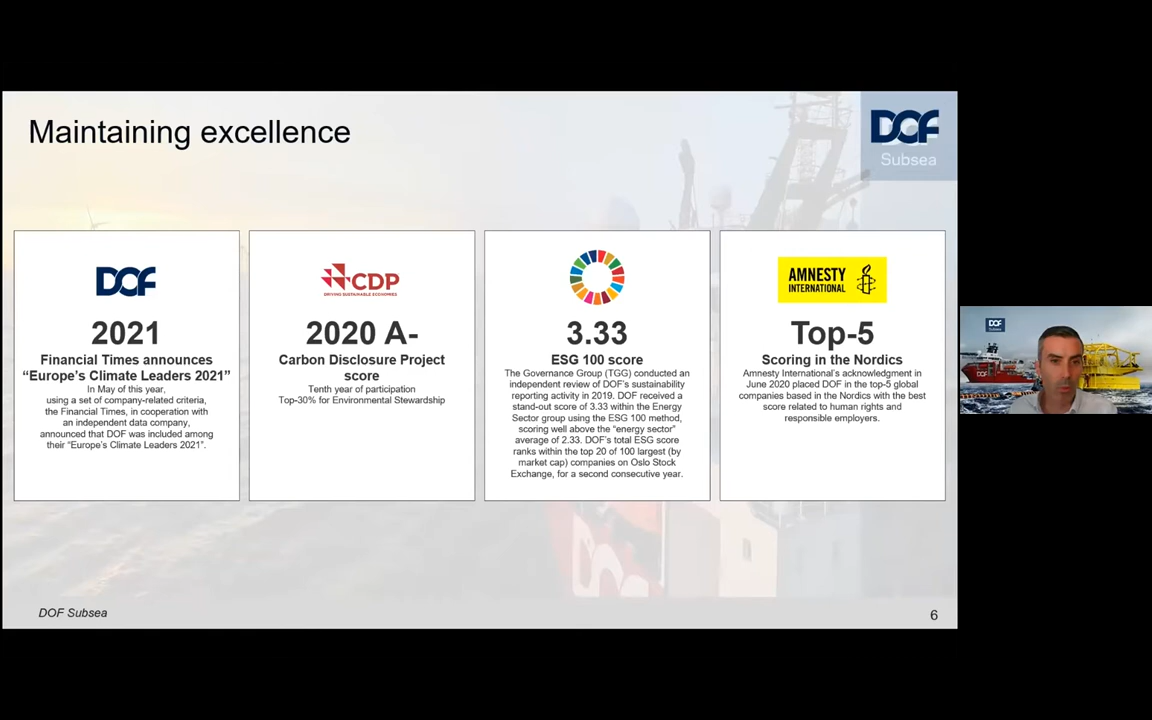 Maintaining excellence
DOF
Subsea
DOF
2021
Financial Times announces
“Europe’s Climate Leaders 2021”
In May of this year,
using a set of company-related criteria,
the Financial Times, in cooperation with
an independent data company,
announced that DOF was included among
their “Europe’s Climate Leaders 2021”.
CDP
DRIVING SUSTAINABLE ECONOMIES
2020 A-
Carbon Disclosure Project
score
Tenth year of participation
Top-30% for Environmental Stewardship
3.33
ESG 100 score
The Governance Group (TGG) conducted an
independent review of DOF’s sustainability
reporting activity in 2019. DOF received a
stand-out score of 3.33 within the Energy
Sector group using the ESG 100 method,
scoring well above the “energy sector”
average of 2.33. DOF’s total ESG score
ranks within the top 20 of 100 largest (by
market cap) companies on Oslo Stock
Exchange, for a second consecutive year.
AMNESTY
INTERNATIONAL
Top-5
Scoring in the Nordics
Amnesty International’s acknowledgment in
June 2020 placed DOF in the top-5 global
companies based in the Nordics with the best
score related to human rights and
responsible employers.
DOF
Subsea
DOF Subsea
6